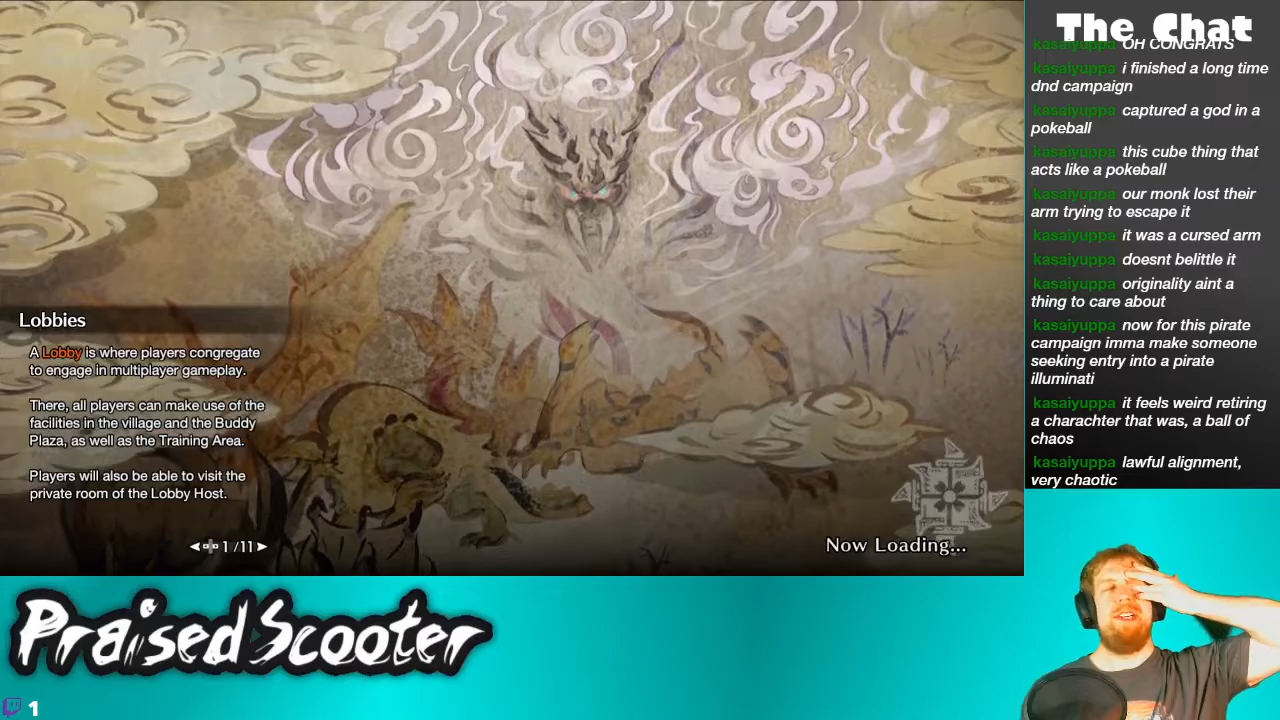 The Chat
kasaiyuppa OH CONGRATS
kasaiyuppa i finished a long time
dnd campaign
kasaiyuppa captured a god in a
pokeball
kasaiyuppa this cube thing that
acts like a pokeball
kasaiyuppa our monk lost their
arm trying to escape it
kasaiyuppa it was a cursed arm
kasaiyuppa doesnt belittle it
kasaiyuppa originality aint a
thing to care about
kasaiyuppa now for this pirate
campaign imma make someone
seeking entry into a pirate
illuminati
kasaiyuppa it feels weird retiring
a charachter that was, a ball of
chaos
kasaiyuppa lawful alignment,
very chaotic
Lobbies
A Lobby is where players congregate
to engage in multiplayer gameplay.
There, all players can make use of the
facilities in the village and the Buddy
Plaza, as well as the Training Area.
Players will also be able to visit the
private room of the Lobby Host.
1 /11
Now Loading...
Praised Scooter
1